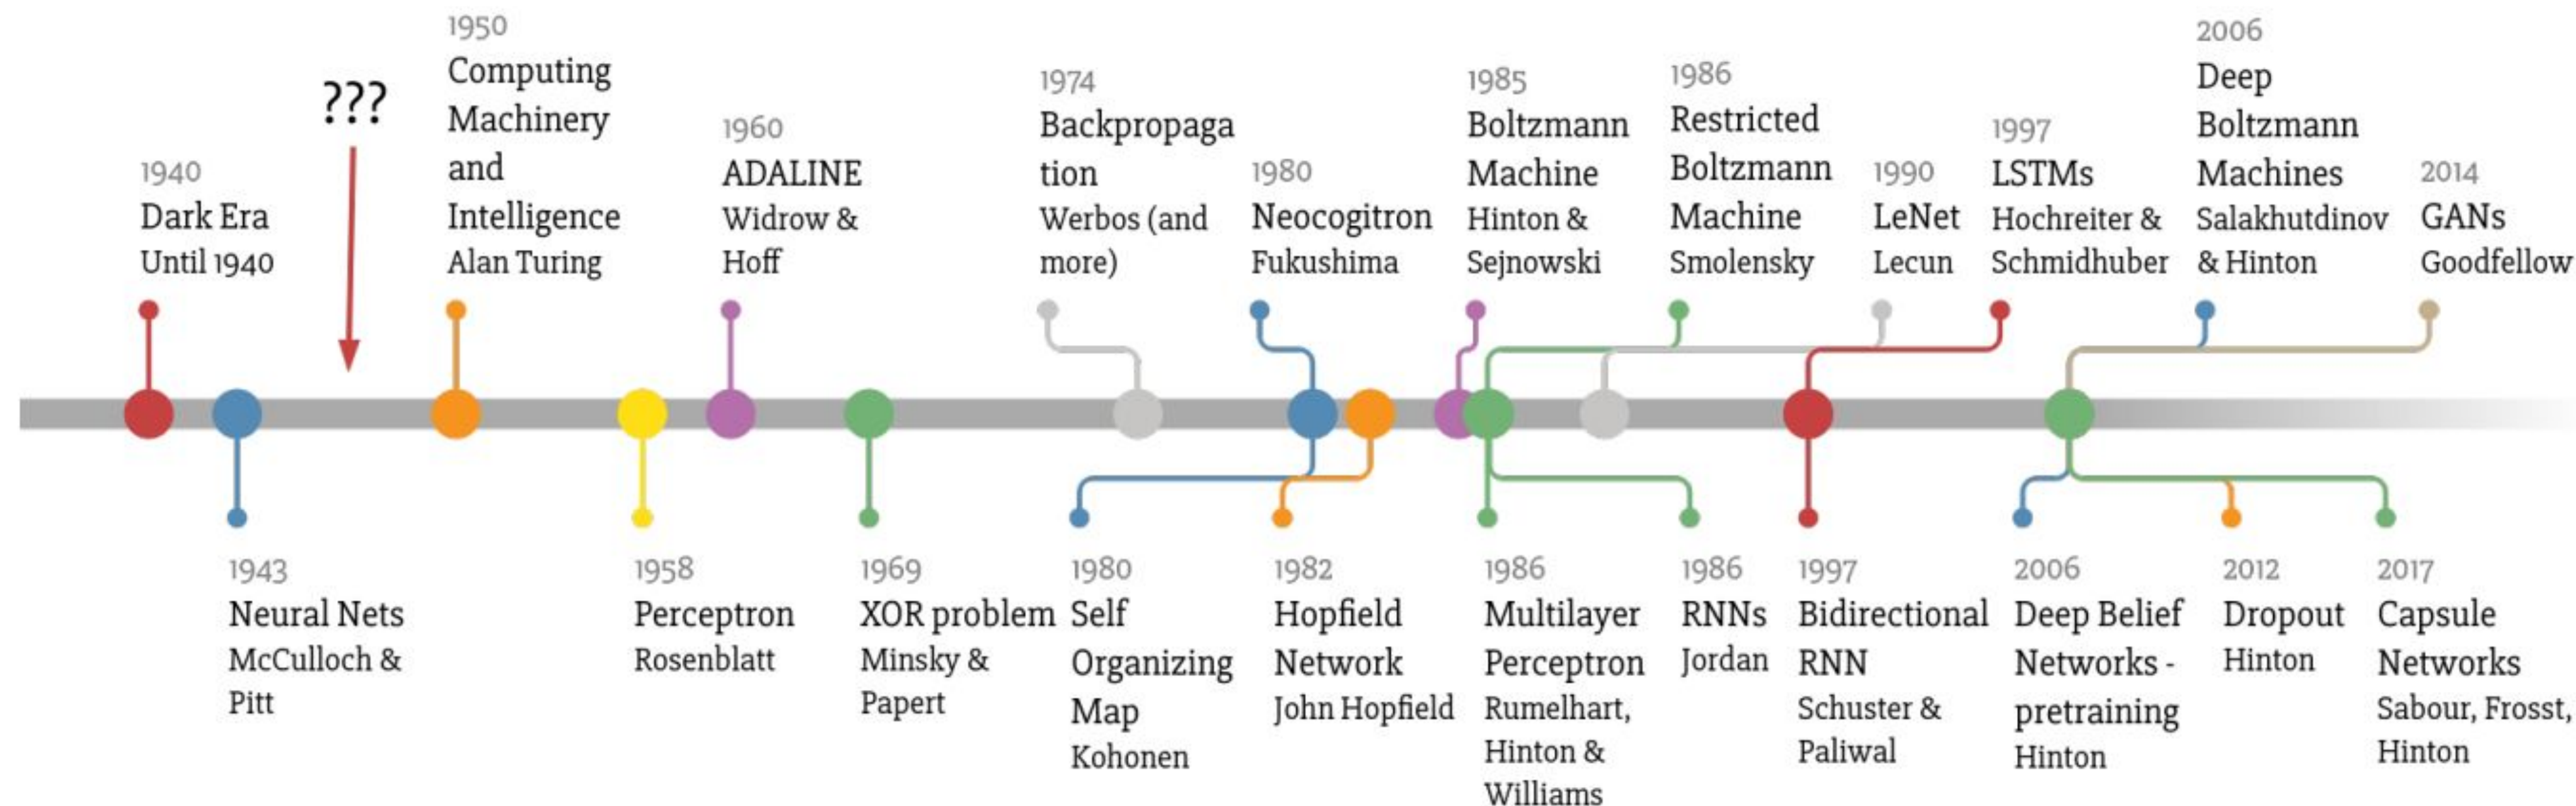 ???
1940
Dark Era
Until 1940
1950
Computing
Machinery
and
Intelligence
Alan Turing
1960
ADALINE
Widrow &
Hoff
1974
Backpropaga
tion
Werbos (and
more)
1980
Neocogitron
Fukushima
1985
Boltzmann
Machine
Hinton &
Sejnowski
1986
Restricted
Boltzmann
Machine
Smolensky
1990
LeNet
Lecun
1997
LSTMs
Hochreiter &
Schmidhuber
2006
Deep
Boltzmann
Machines
Salakhutdinov
& Hinton
2014
GANs
Goodfellow
1943
Neural Nets
McCulloch &
Pitt
1958
Perceptron
Rosenblatt
1969
XOR problem
Minsky &
Papert
1980
Self
Organizing
Map
Kohonen
1982
Hopfield
Network
John Hopfield
1986
Multilayer
Perceptron
Rumelhart,
Hinton &
Williams
1986
RNNs
Jordan
1997
Bidirectional
RNN
Schuster &
Paliwal
2006
Deep Belief
Networks -
pretraining
Hinton
2012
Dropout
Hinton
2017
Capsule
Networks
Sabour, Frosst,
Hinton